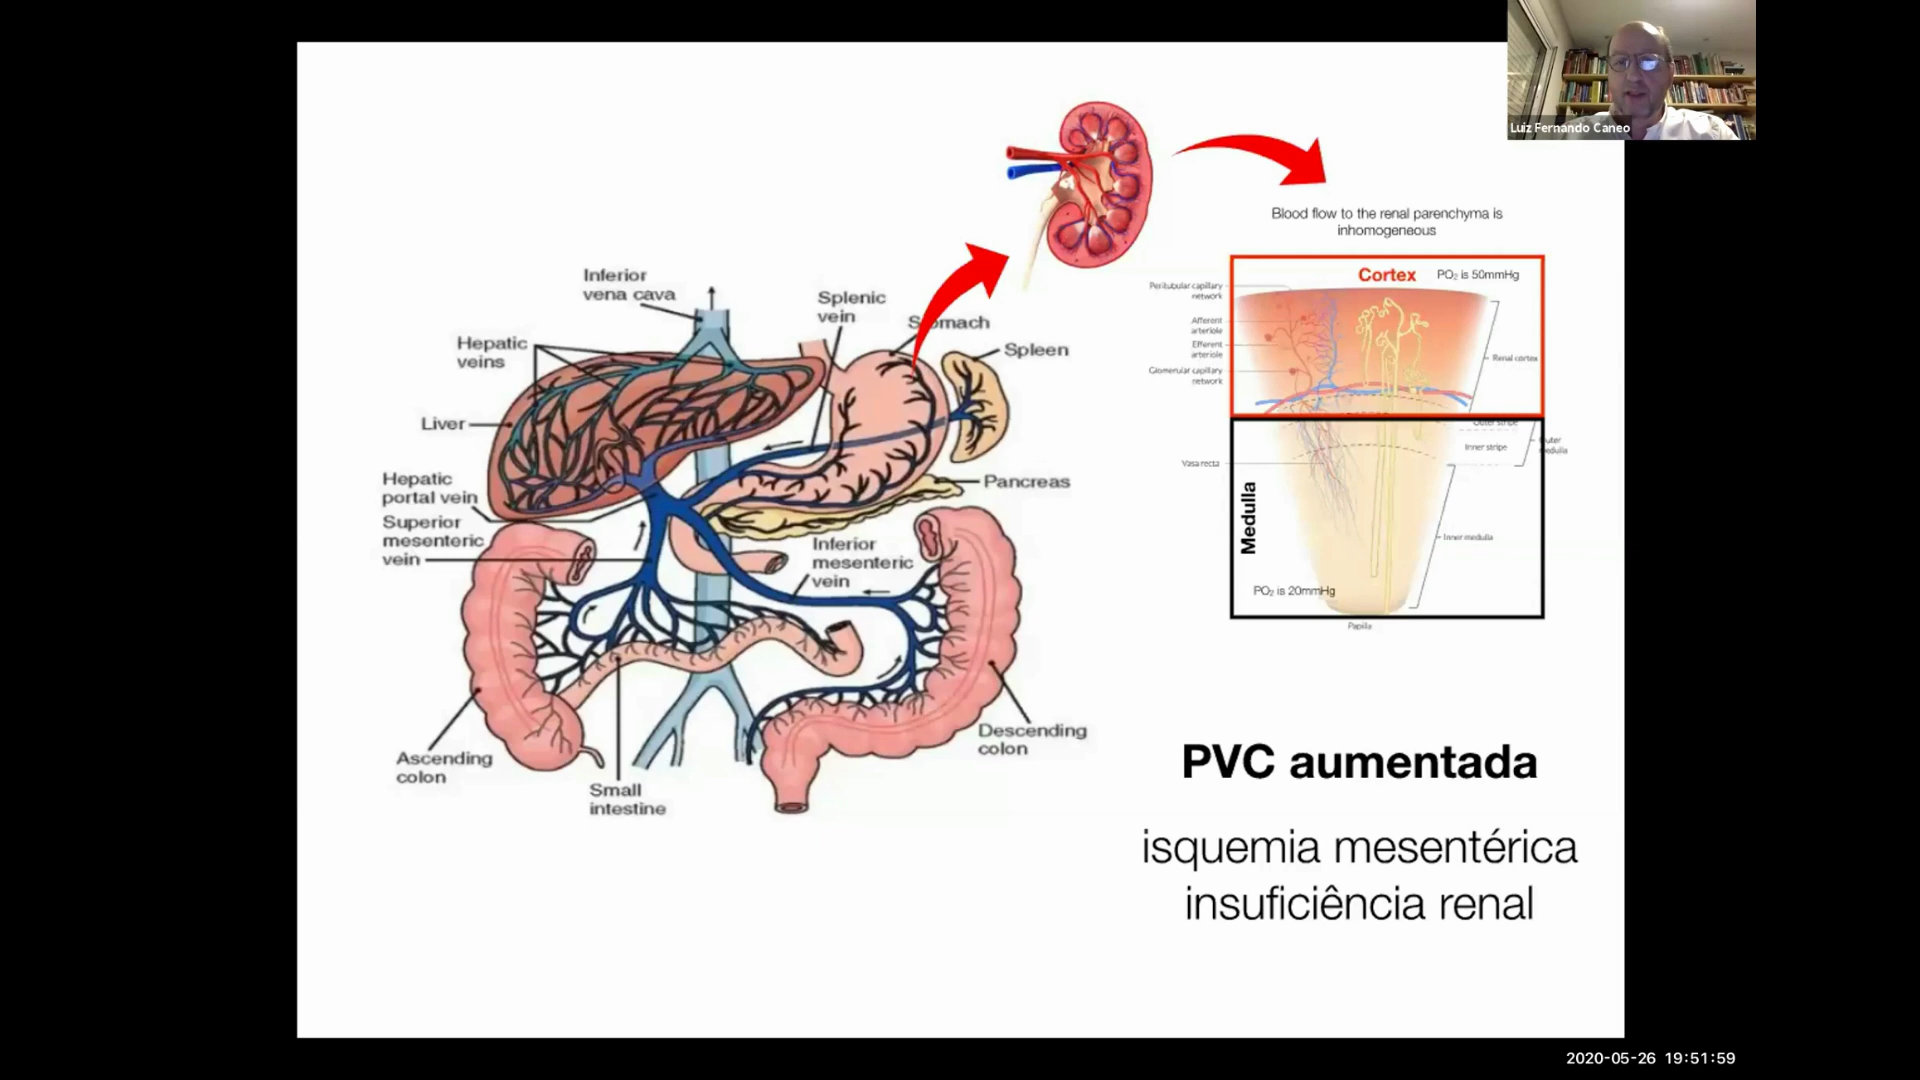 Luiz Fernando Caneo
Blood flow to the renal parenchyma is
inhomogeneous
Cortex
PO₂ is 50mmHg
Peritubular capillary
network
Afferent
arteriole
Efferent
arteriole
Glomerular capillary
network
Renal cortex
Outer stripe
Inner stripe
medulla
Vasa recta
Medulla
Inner medulla
PO₂ is 20mmHg
Papilla
Inferior
vena cava
Splenic
vein
Stomach
Spleen
Hepatic
veins
Liver
Hepatic
portal vein
Superior
mesenteric
vein
Pancreas
Inferior
mesenteric
vein
Ascending
colon
Small
intestine
Descending
colon
PVC aumentada
isquemia mesentérica
insuficiência renal
2020-05-26 19:51:59